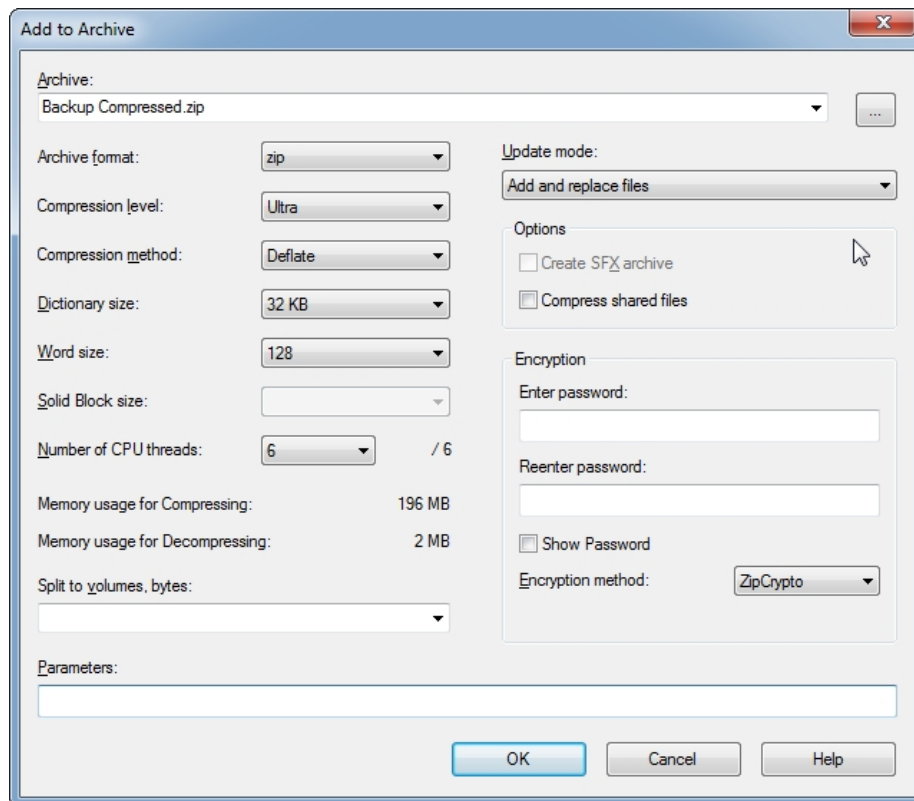 Add to Archive
Archive:
Backup Compressed.zip
...
Archive format:
zip
Compression level:
Ultra
Compression method:
Deflate
Dictionary size:
32 KB
Word size:
128
Solid Block size:
Number of CPU threads:
6
/ 6
Memory usage for Compressing:
196 MB
Memory usage for Decompressing:
2 MB
Split to volumes, bytes:
Update mode:
Add and replace files
Options
Create SFX archive
Compress shared files
Encryption
Enter password:
Reenter password:
Show Password
Encryption method:
ZipCrypto
Parameters:
OK
Cancel
Help